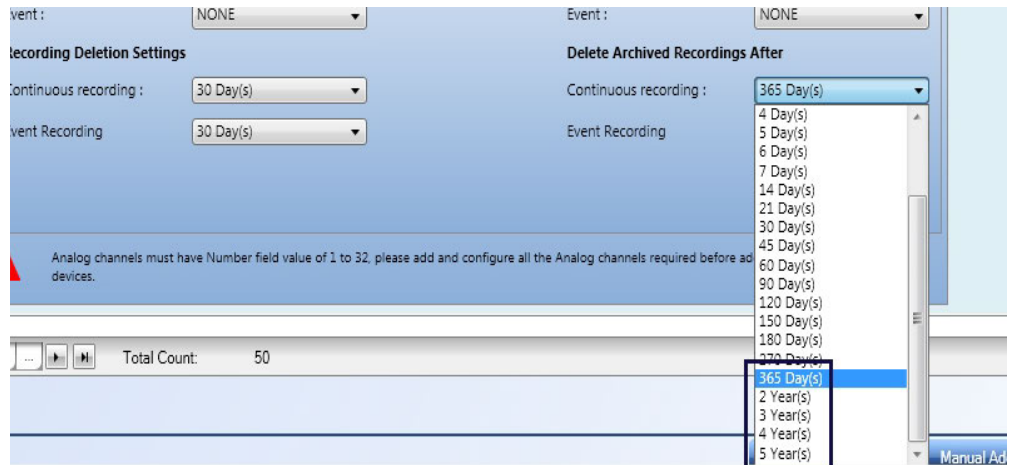 vent :
NONE
Event :
NONE
Recording Deletion Settings
Delete Archived Recordings After
Continuous recording :
30 Day(s)
Continuous recording :
365 Day(s)
vent Recording
30 Day(s)
Event Recording
4 Day(s)
5 Day(s)
6 Day(s)
7 Day(s)
14 Day(s)
21 Day(s)
30 Day(s)
45 Day(s)
60 Day(s)
90 Day(s)
120 Day(s)
150 Day(s)
180 Day(s)
270 Day(s)
365 Day(s)
2 Year(s)
3 Year(s)
4 Year(s)
5 Year(s)
Analog channels must have Number field value of 1 to 32, please add and configure all the Analog channels required before ad
devices.
...
Total Count:
50
Manual Ad